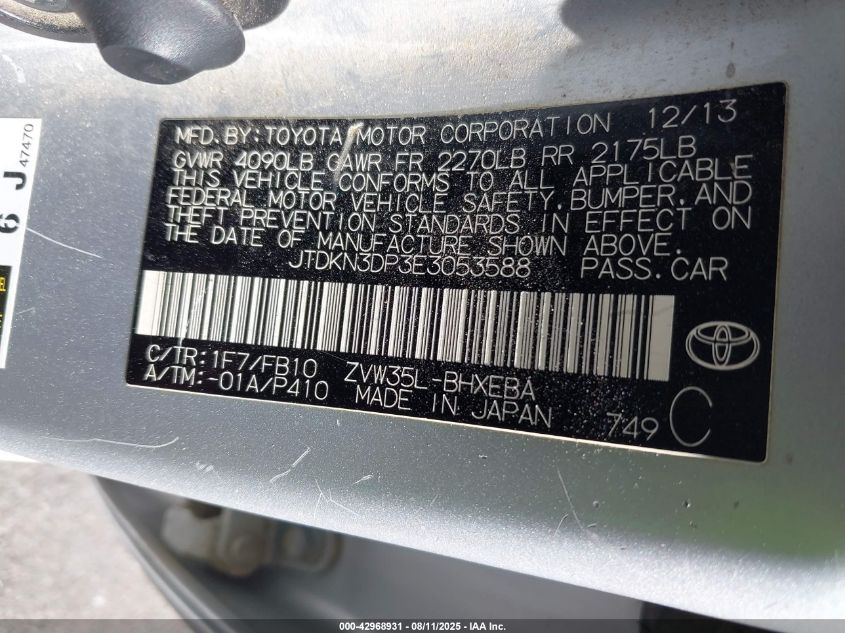 MFD. BY: TOYOTA MOTOR CORPORATION 12/13
GVWR 4090LB GAWR FR 2270LB RR 2175LB
THIS VEHICLE CONFORMS TO ALL APPLICABLE
FEDERAL MOTOR VEHICLE SAFETY, BUMPER, AND
THEFT PREVENTION STANDARDS IN EFFECT ON
THE DATE OF MANUFACTURE SHOWN ABOVE.
JTDKN3DP3E3053588 PASS. CAR
C/TR: 1F7/FB10 ZVW35L-BHXEBA
A/TM: -01A/P410 MADE IN JAPAN 749 C
6 J
47470
000-42968931 - 08/11/2025 - IAA Inc.